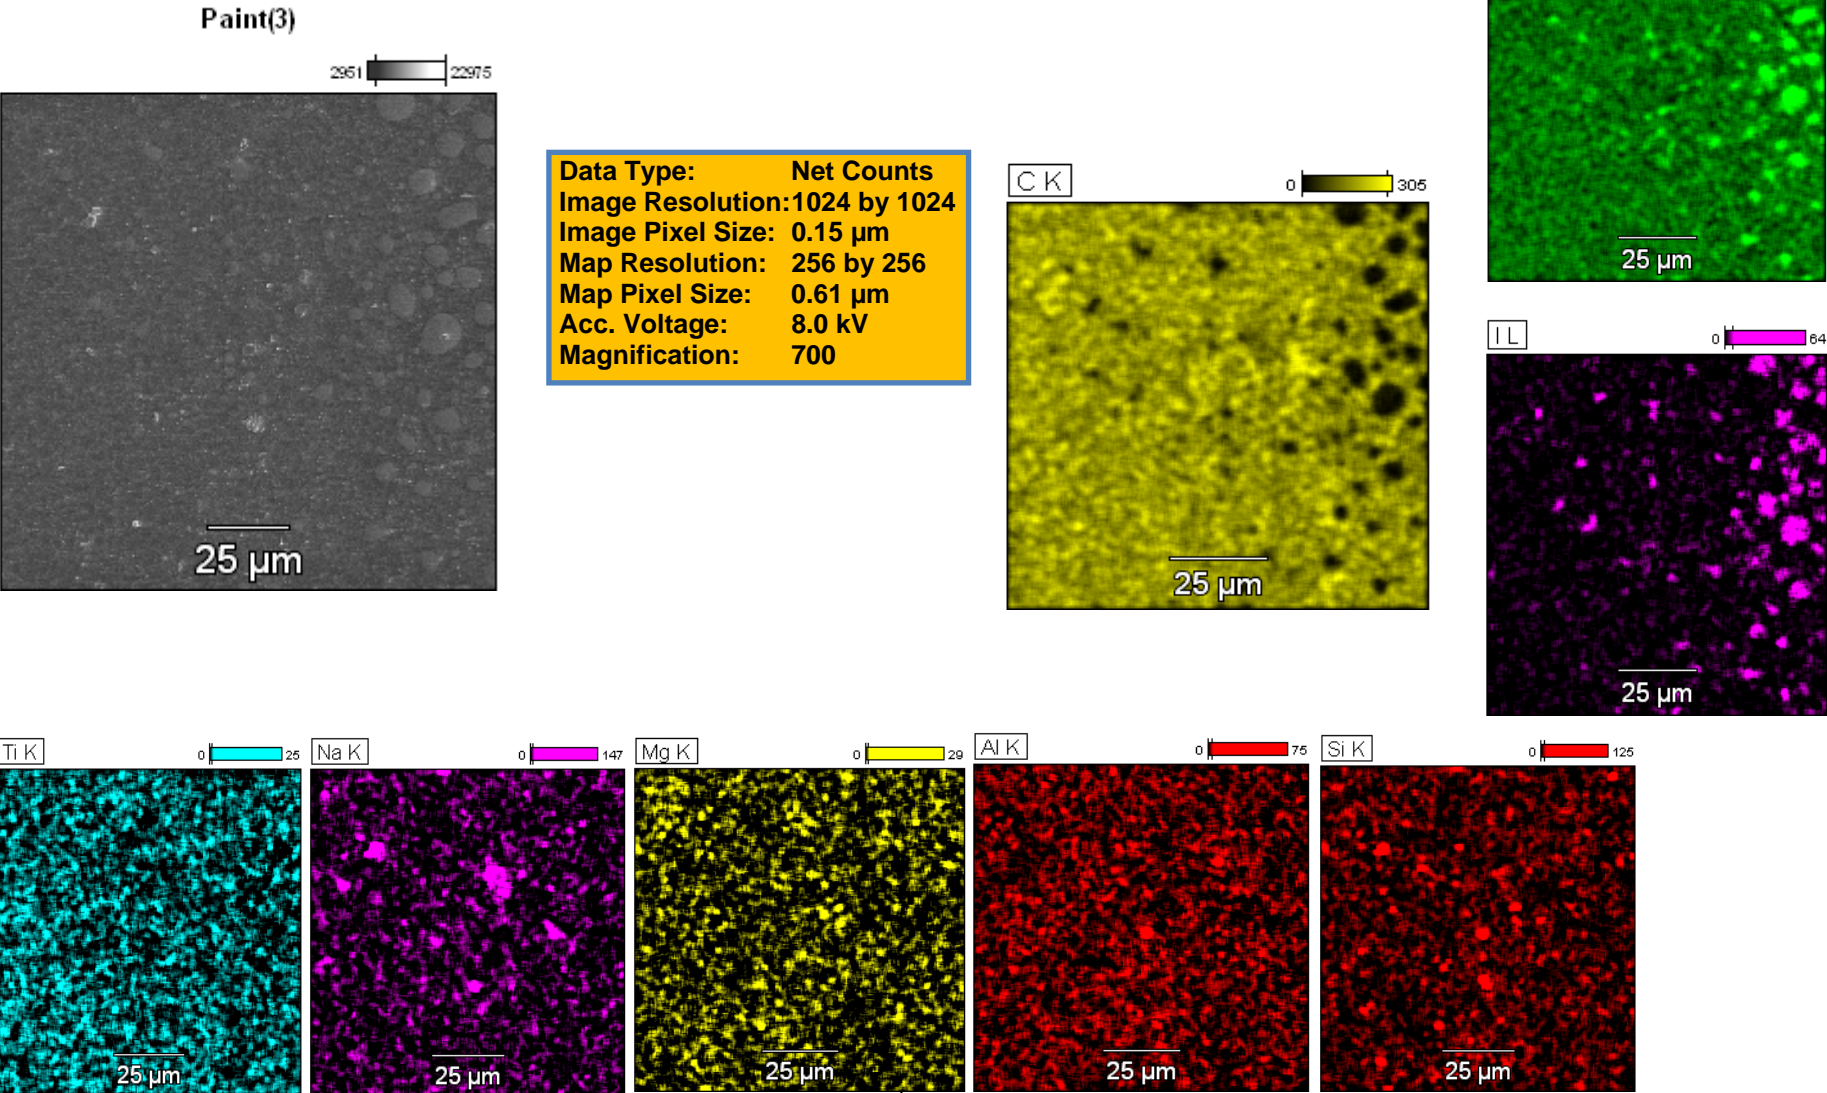 Paint(3)
2951 22975
25 µm
Data Type: Net Counts
Image Resolution: 1024 by 1024
Image Pixel Size: 0.15 µm
Map Resolution: 256 by 256
Map Pixel Size: 0.61 µm
Acc. Voltage: 8.0 kV
Magnification: 700
C K 0 305
25 µm
25 µm
I L 0 64
25 µm
Ti K 0 25
25 µm
Na K 0 147
25 µm
Mg K 0 29
25 µm
Al K 0 75
25 µm
Si K 0 125
25 µm